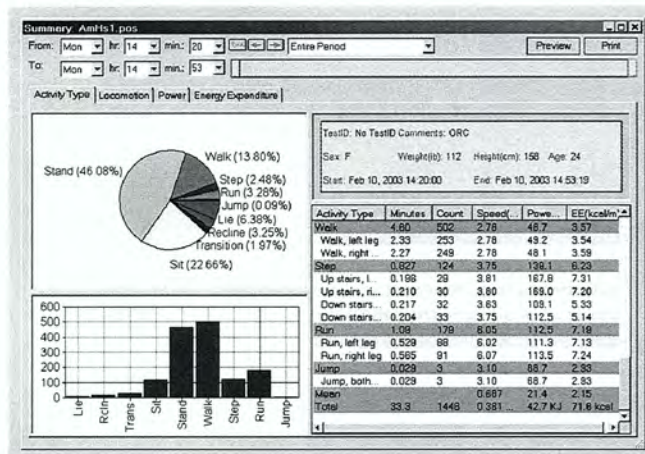 Summary: AmHs1.pos
From: Mon hr: 14 min.: 20 Entire Period Preview Print
To: Mon hr: 14 min.: 53
Activity Type Locomotion Power Energy Expenditure
Stand (46.08%)
Walk (13.80%)
Step (2.48%)
Run (3.28%)
Jump (0.09%)
Lie (6.38%)
Recline (3.25%)
Transition (1.97%)
Sit (22.66%)
TestID: No TestID Comments: ORC
Sex: F Weight(lb): 112 Height(cm): 158 Age: 24
Start: Feb 10, 2003 14:20:00 End: Feb 10, 2003 14:53:19
Activity Type Minutes Count Speed(... Powe... EE(kcal/m'
Walk 4.60 502 2.78 48.7 3.57
Walk, left leg 2.33 253 2.78 49.2 3.54
Walk, right ... 2.27 249 2.78 48.1 3.59
Step 0.827 124 3.75 139.1 6.23
Up stairs, l... 0.196 29 3.81 167.8 7.31
Up stairs, ri... 0.210 30 3.80 169.0 7.20
Down stairs... 0.217 32 3.63 109.1 5.33
Down stairs... 0.204 33 3.75 112.5 5.14
Run 1.09 179 6.05 112.5 7.19
Run, left leg 0.529 88 6.02 111.3 7.13
Run, right leg 0.565 91 6.07 113.5 7.24
Jump 0.029 3 3.10 68.7 2.83
Jump, both... 0.029 3 3.10 68.7 2.83
Mean 0.687 21.4 2.15
Total 33.3 1448 0.381 ... 42.7 KJ 71.6 kcal
600
500
400
300
200
100
0
Lie Rcln Trans Sit Stand Walk Step Run Jump